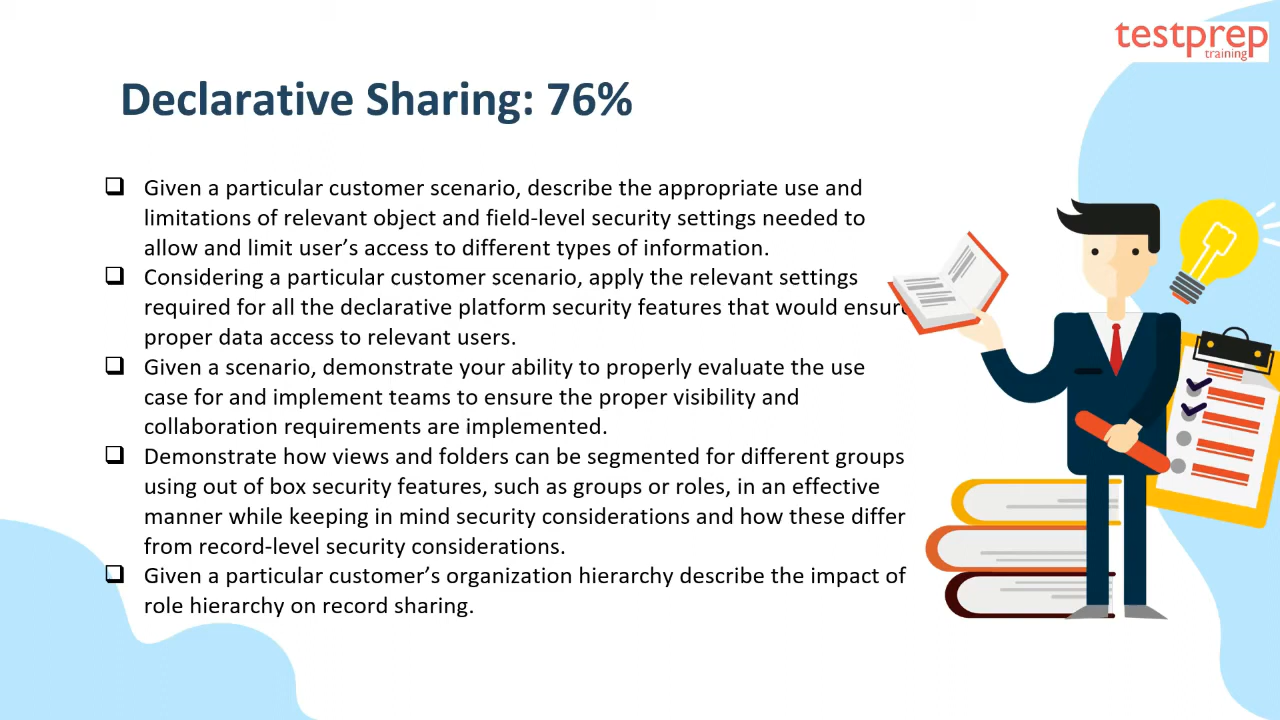 testprep
training
Declarative Sharing: 76%
Given a particular customer scenario, describe the appropriate use and
limitations of relevant object and field-level security settings needed to
allow and limit user’s access to different types of information.
Considering a particular customer scenario, apply the relevant settings
required for all the declarative platform security features that would ensure
proper data access to relevant users.
Given a scenario, demonstrate your ability to properly evaluate the use
case for and implement teams to ensure the proper visibility and
collaboration requirements are implemented.
Demonstrate how views and folders can be segmented for different groups
using out of box security features, such as groups or roles, in an effective
manner while keeping in mind security considerations and how these differ
from record-level security considerations.
Given a particular customer’s organization hierarchy describe the impact of
role hierarchy on record sharing.